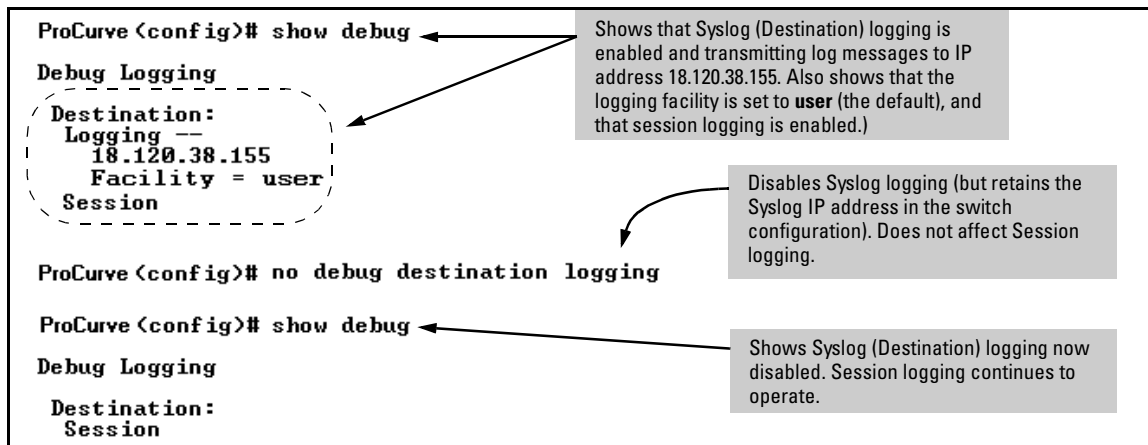 ProCurve <config># show debug
Shows that Syslog (Destination) logging is
enabled and transmitting log messages to IP
address 18.120.38.155. Also shows that the
logging facility is set to user (the default), and
that session logging is enabled.)
Debug Logging
Destination:
Logging --
18.120.38.155
Facility = user
Session
Disables Syslog logging (but retains the
Syslog IP address in the switch
configuration). Does not affect Session
logging.
ProCurve <config># no debug destination logging
ProCurve <config># show debug
Shows Syslog (Destination) logging now
disabled. Session logging continues to
operate.
Debug Logging
Destination:
Session